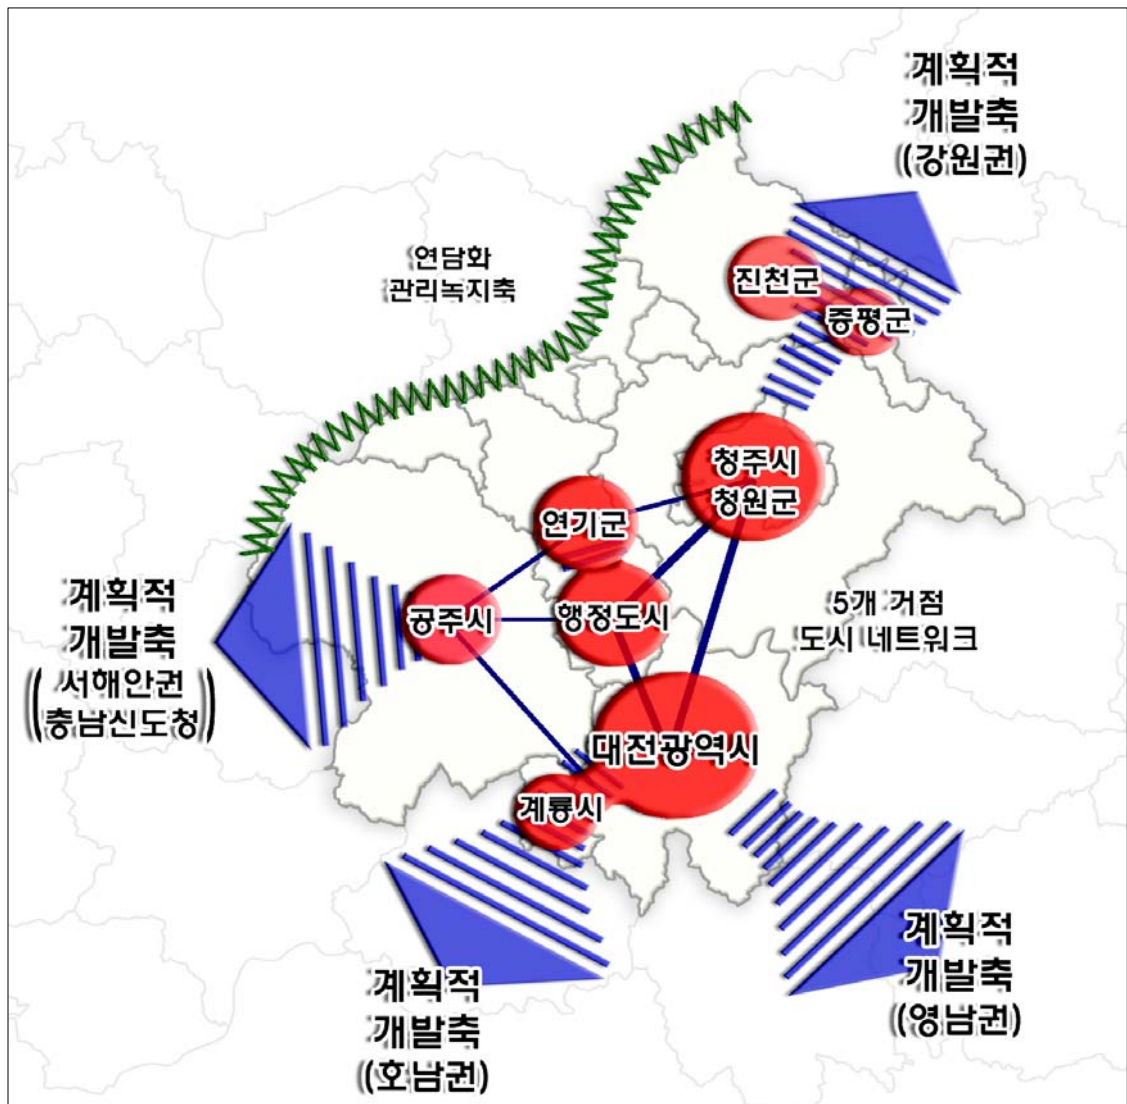 계획적
개발축
(강원권)
연담화
관리녹지축
진천군
증평군
청주시
청원군
연기군
계획적
개발축
(서해안권
충남신도청)
공주시
행정도시
5개 거점
도시 네트워크
대전광역시
계룡시
계획적
개발축
(영남권)
계획적
개발축
(호남권)